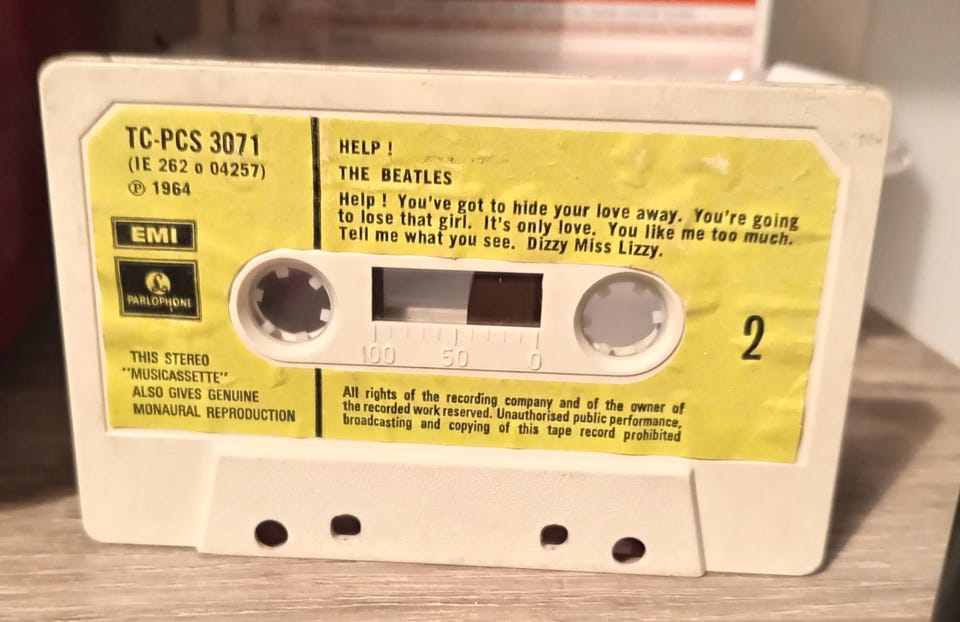 TC-PCS 3071
(IE 262 o 04257)
℗ 1964
EMI
PARLOPHONE
THIS STEREO
"MUSICASSETTE"
ALSO GIVES GENUINE
MONAURAL REPRODUCTION
HELP !
THE BEATLES
Help ! You've got to hide your love away. You're going
to lose that girl. It's only love. You like me too much.
Tell me what you see. Dizzy Miss Lizzy.
100 50 0
2
All rights of the recording company and of the owner of
the recorded work reserved. Unauthorised public performance,
broadcasting and copying of this tape record prohibited